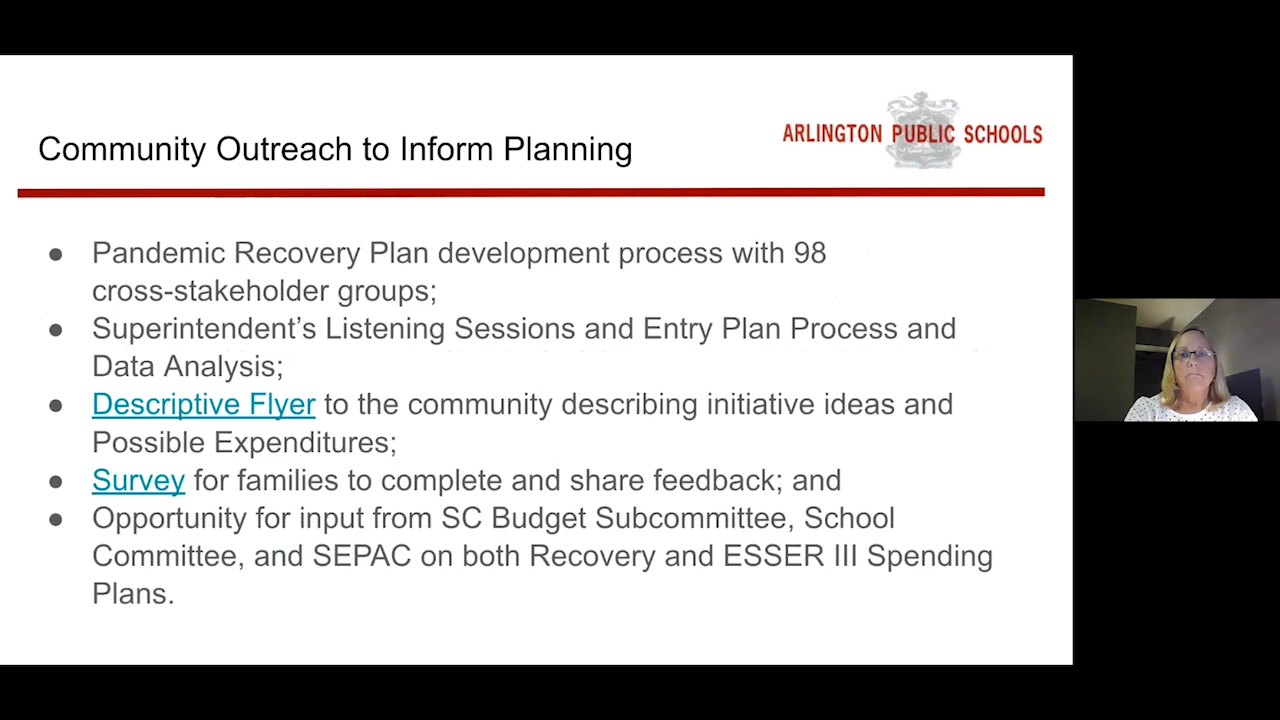 ARLINGTON PUBLIC SCHOOLS
Community Outreach to Inform Planning
● Pandemic Recovery Plan development process with 98
cross-stakeholder groups;
● Superintendent’s Listening Sessions and Entry Plan Process and
Data Analysis;
● Descriptive Flyer to the community describing initiative ideas and
Possible Expenditures;
● Survey for families to complete and share feedback; and
● Opportunity for input from SC Budget Subcommittee, School
Committee, and SEPAC on both Recovery and ESSER III Spending
Plans.